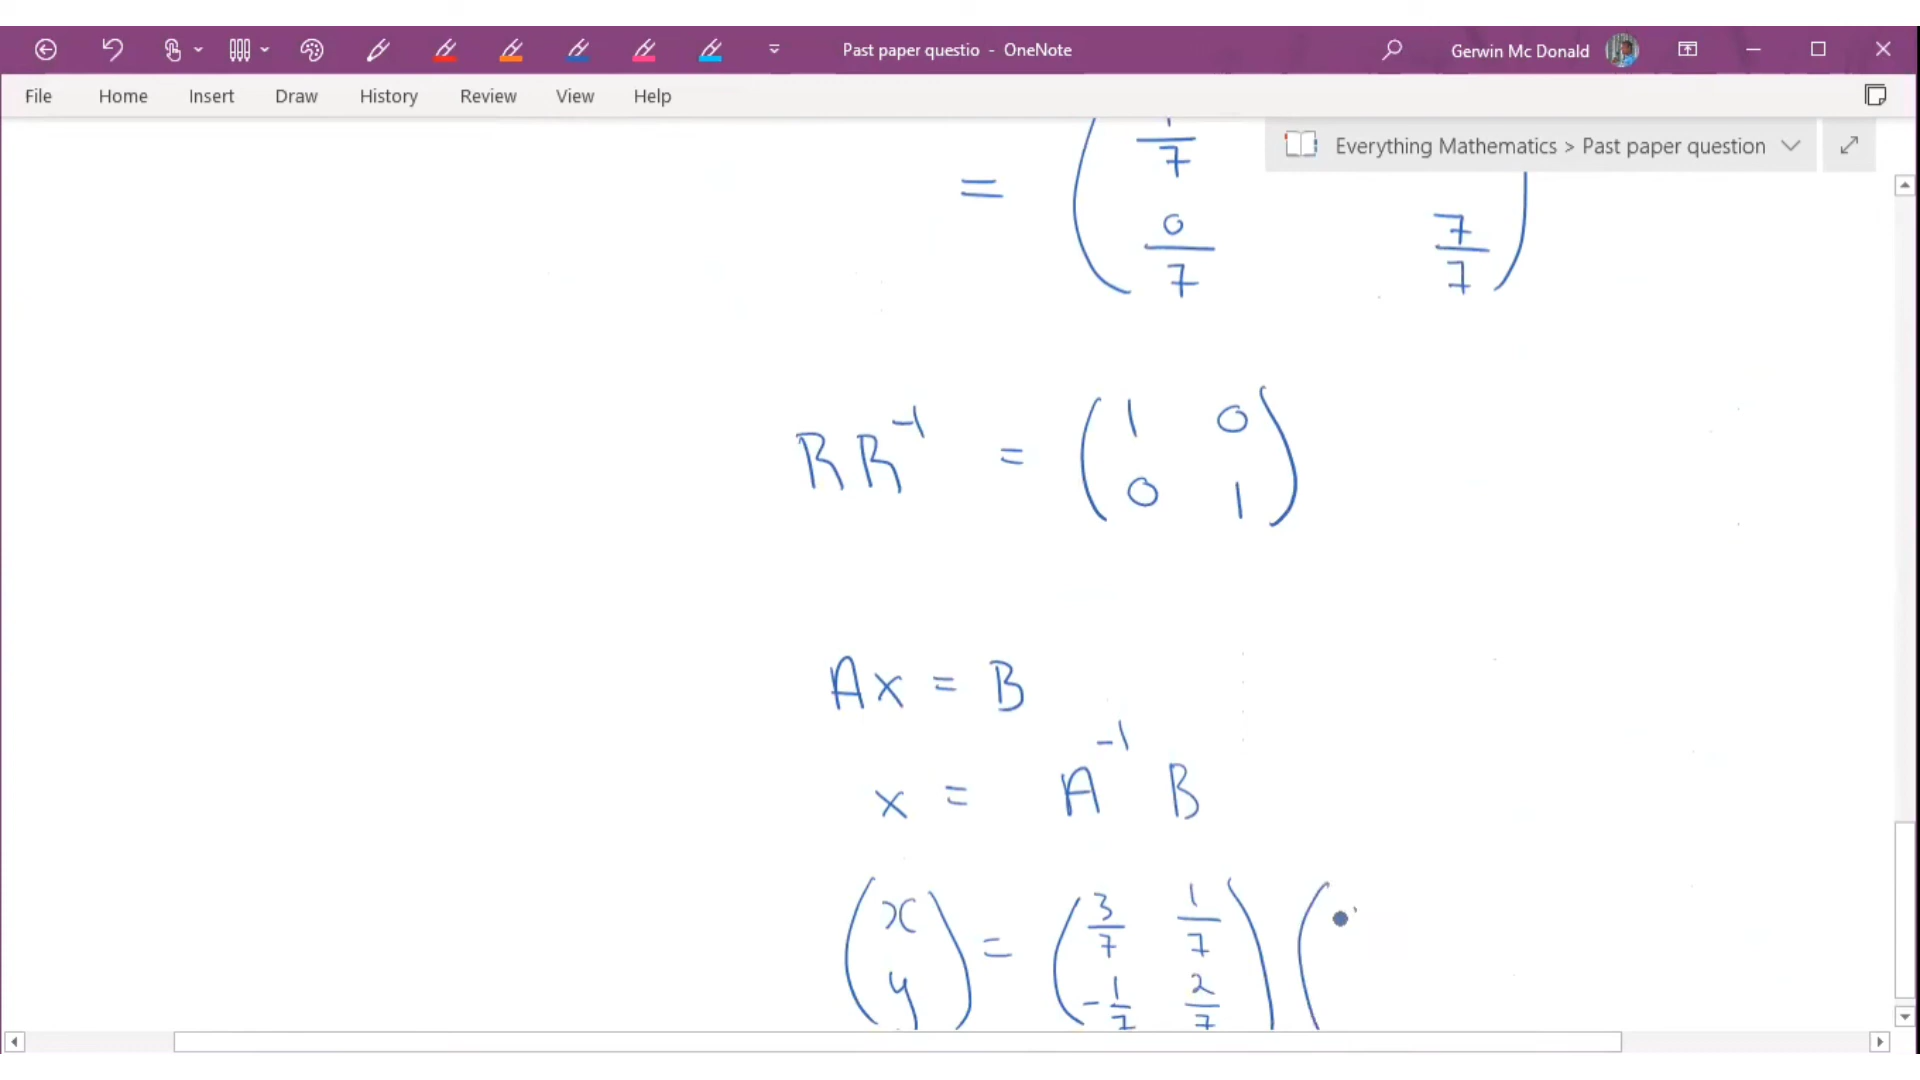 Past paper questio - OneNote
Gerwin Mc Donald
File Home Insert Draw History Review View Help
Everything Mathematics > Past paper question
= ( 1/7
0/7 7/7 )
R R⁻¹ = ( 1 0
0 1 )
Ax = B
x = A⁻¹ B
( x
y ) = ( 3/7 1/7
-1/7 2/7 ) (